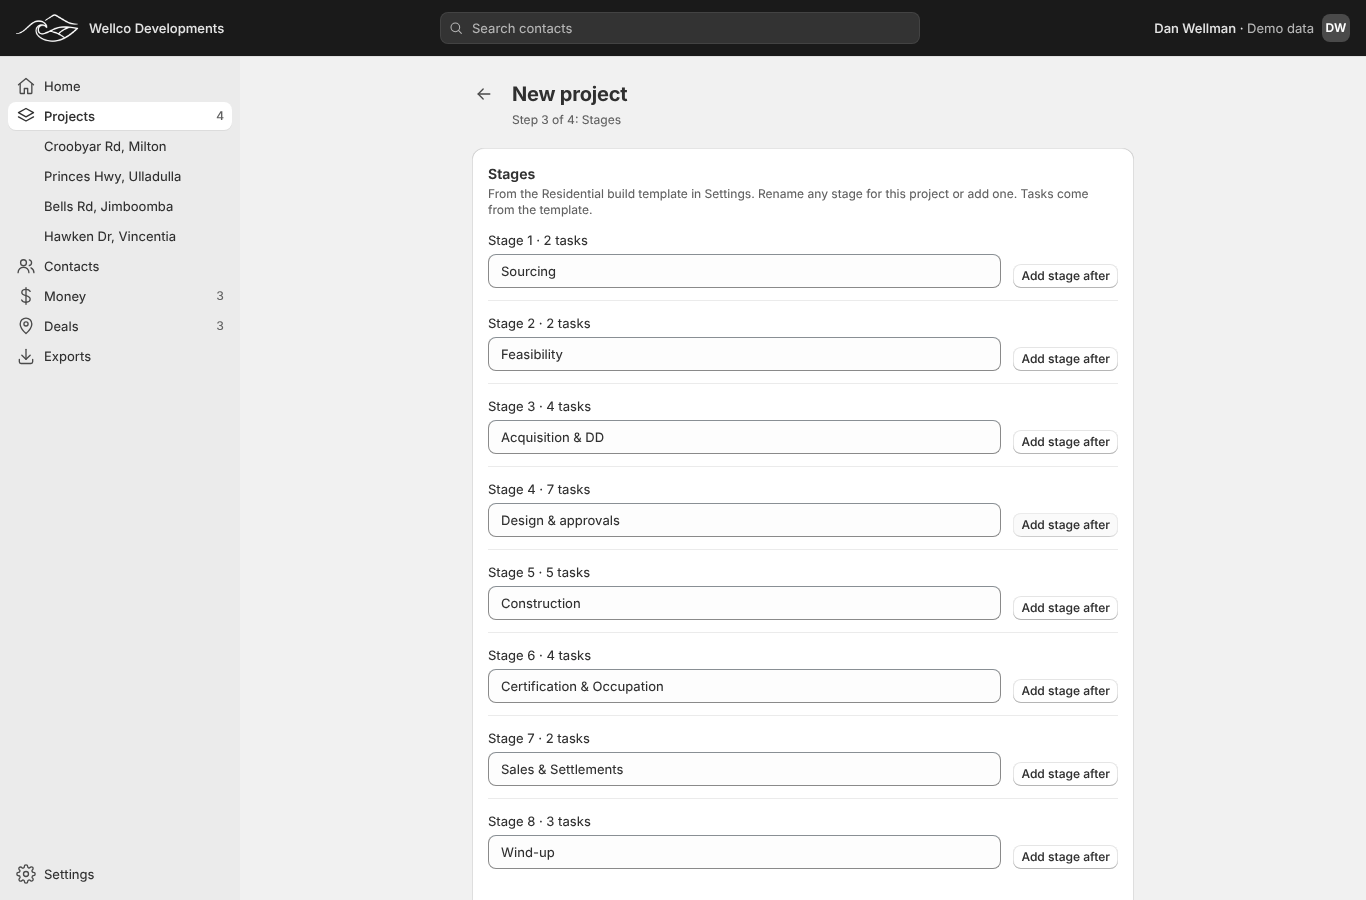 Wellco Developments
Search contacts
Dan Wellman · Demo data
DW
Home
Projects 4
Croobyar Rd, Milton
Princes Hwy, Ulladulla
Bells Rd, Jimboomba
Hawken Dr, Vincentia
Contacts
Money 3
Deals 3
Exports
Settings
New project
Step 3 of 4: Stages
Stages
From the Residential build template in Settings. Rename any stage for this project or add one. Tasks come
from the template.
Stage 1 · 2 tasks
Sourcing
Add stage after
Stage 2 · 2 tasks
Feasibility
Add stage after
Stage 3 · 4 tasks
Acquisition & DD
Add stage after
Stage 4 · 7 tasks
Design & approvals
Add stage after
Stage 5 · 5 tasks
Construction
Add stage after
Stage 6 · 4 tasks
Certification & Occupation
Add stage after
Stage 7 · 2 tasks
Sales & Settlements
Add stage after
Stage 8 · 3 tasks
Wind-up
Add stage after